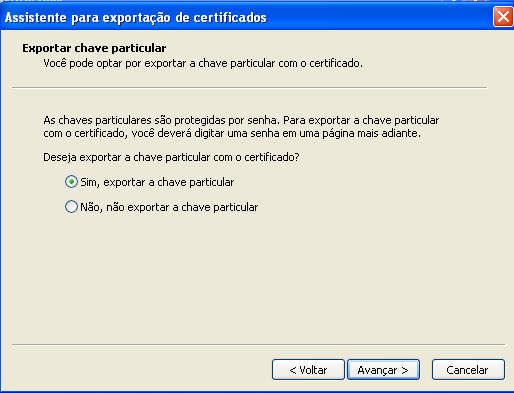 Assistente para exportação de certificados
Exportar chave particular
Você pode optar por exportar a chave particular com o certificado.
As chaves particulares são protegidas por senha. Para exportar a chave particular
com o certificado, você deverá digitar uma senha em uma página mais adiante.
Deseja exportar a chave particular com o certificado?
Sim, exportar a chave particular
Não, não exportar a chave particular
< Voltar
Avançar >
Cancelar